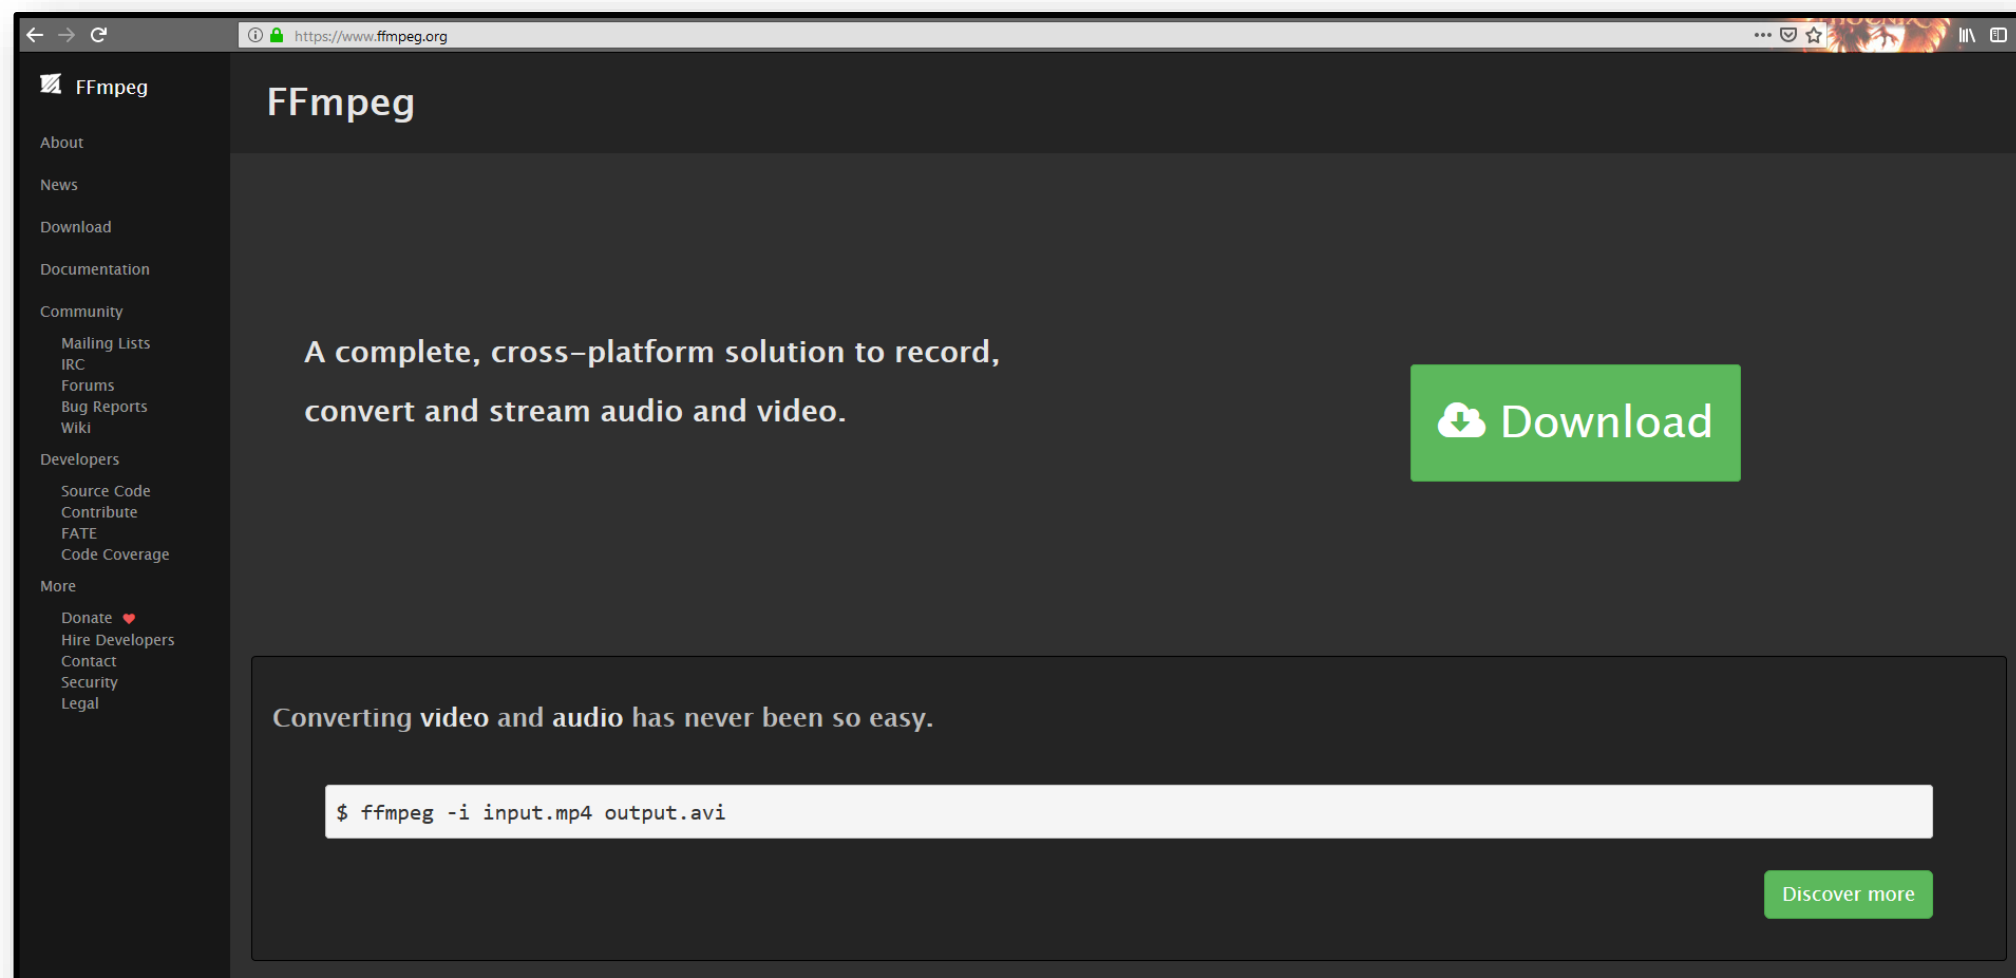 https://www.ffmpeg.org
FFmpeg
About
News
Download
Documentation
Community
Mailing Lists
IRC
Forums
Bug Reports
Wiki
Developers
Source Code
Contribute
FATE
Code Coverage
More
Donate
Hire Developers
Contact
Security
Legal
FFmpeg
A complete, cross-platform solution to record,
convert and stream audio and video.
Download
Converting video and audio has never been so easy.
$ ffmpeg -i input.mp4 output.avi
Discover more